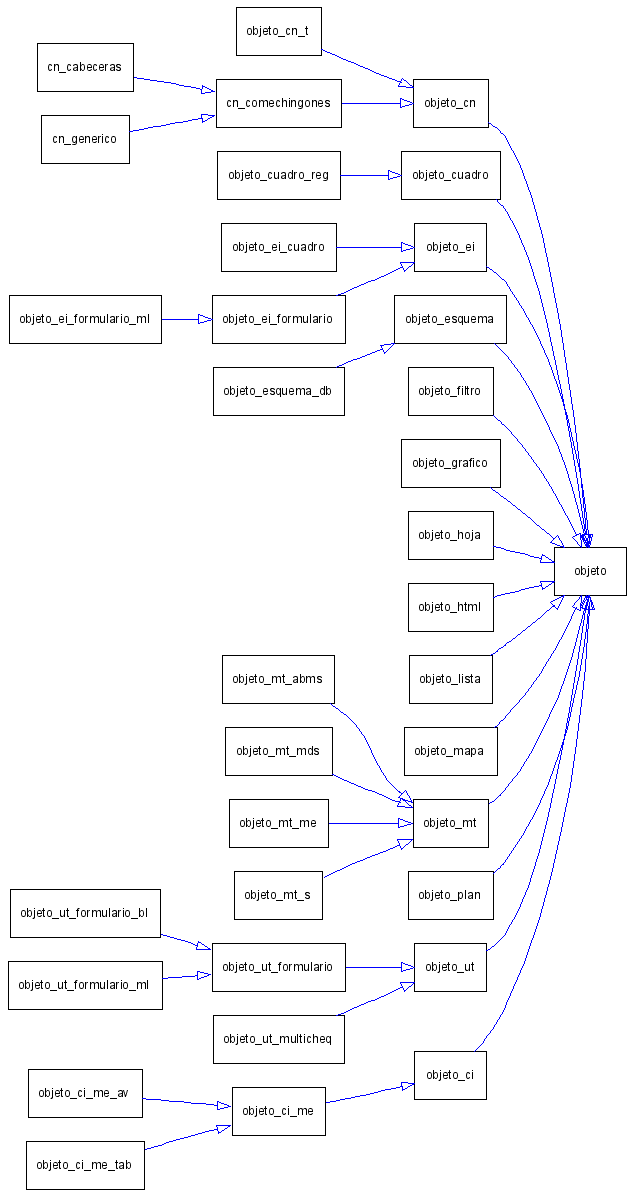 objeto_cn_t
cn_cabeceras
cn_comechingones
objeto_cn
cn_generico
objeto_cuadro_reg
objeto_cuadro
objeto_ei_cuadro
objeto_ei
objeto_ei_formulario_ml
objeto_ei_formulario
objeto_esquema
objeto_esquema_db
objeto_filtro
objeto_grafico
objeto_hoja
objeto
objeto_html
objeto_mt_abms
objeto_lista
objeto_mt_mds
objeto_mapa
objeto_mt_me
objeto_mt
objeto_mt_s
objeto_plan
objeto_ut_formulario_bl
objeto_ut_formulario
objeto_ut
objeto_ut_formulario_ml
objeto_ut_multicheq
objeto_ci
objeto_ci_me_av
objeto_ci_me
objeto_ci_me_tab